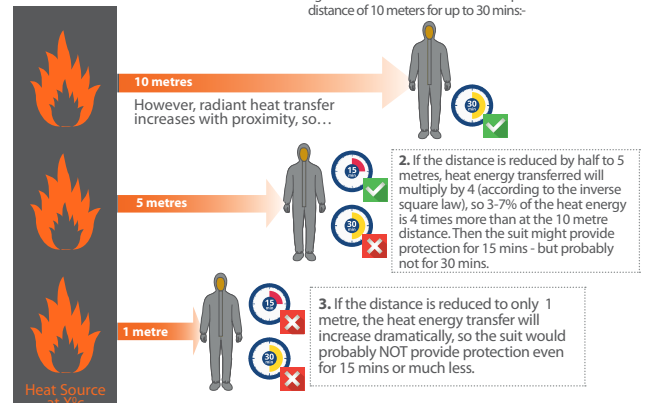 distance of 10 meters for up to 30 mins:-
10 metres
However, radiant heat transfer
increases with proximity, so…
30
min
5 metres
15
min
30
min
2. If the distance is reduced by half to 5
metres, heat energy transferred will
multiply by 4 (according to the inverse
square law), so 3-7% of the heat energy
is 4 times more than at the 10 metre
distance. Then the suit might provide
protection for 15 mins - but probably
not for 30 mins.
1 metre
15
min
30
min
3. If the distance is reduced to only 1
metre, the heat energy transfer will
increase dramatically, so the suit would
probably NOT provide protection even
for 15 mins or much less.
Heat Source
at X°c